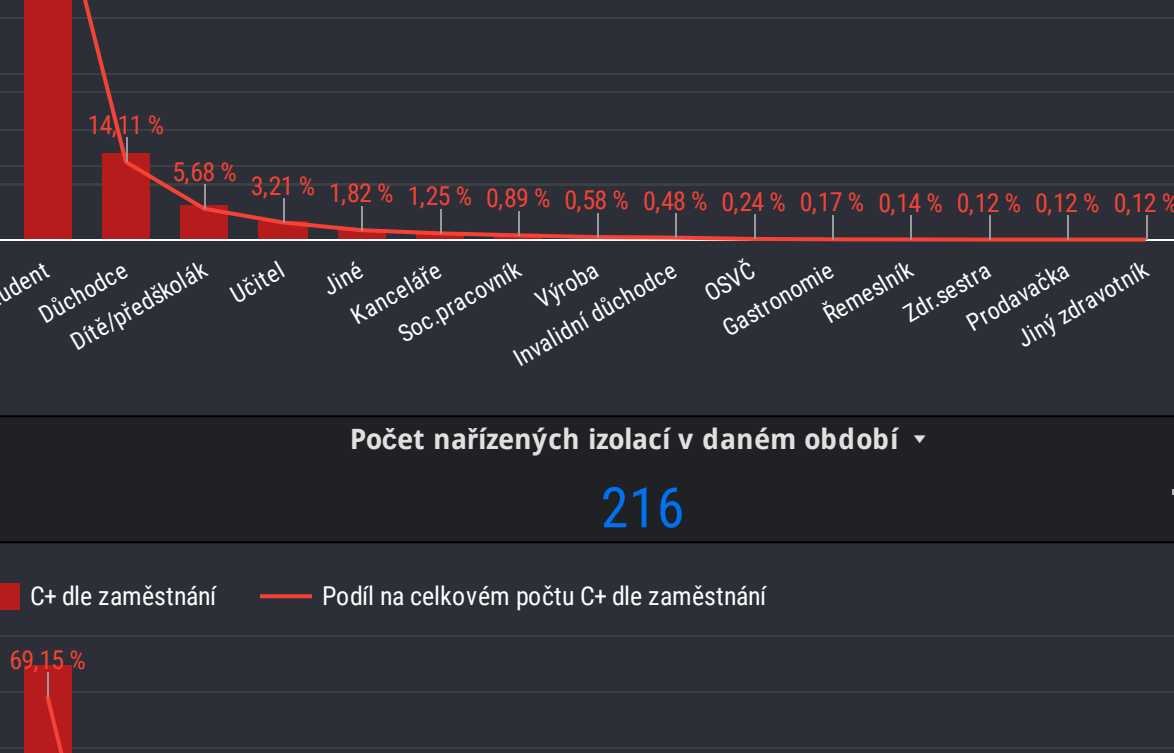 14,11 %
5,68 %
3,21 %
1,82 %
1,25 %
0,89 %
0,58 %
0,48 %
0,24 %
0,17 %
0,14 %
0,12 %
0,12 %
0,12 %
udent
Důchodce
Dítě/předškolák
Učitel
Jiné
Kanceláře
Soc.pracovník
Výroba
Invalidní důchodce
OSVČ
Gastronomie
Řemeslník
Zdr.sestra
Prodavačka
Jiný zdravotník
Počet nařízených izolací v daném období
216
C+ dle zaměstnání
Podíl na celkovém počtu C+ dle zaměstnání
69,15 %